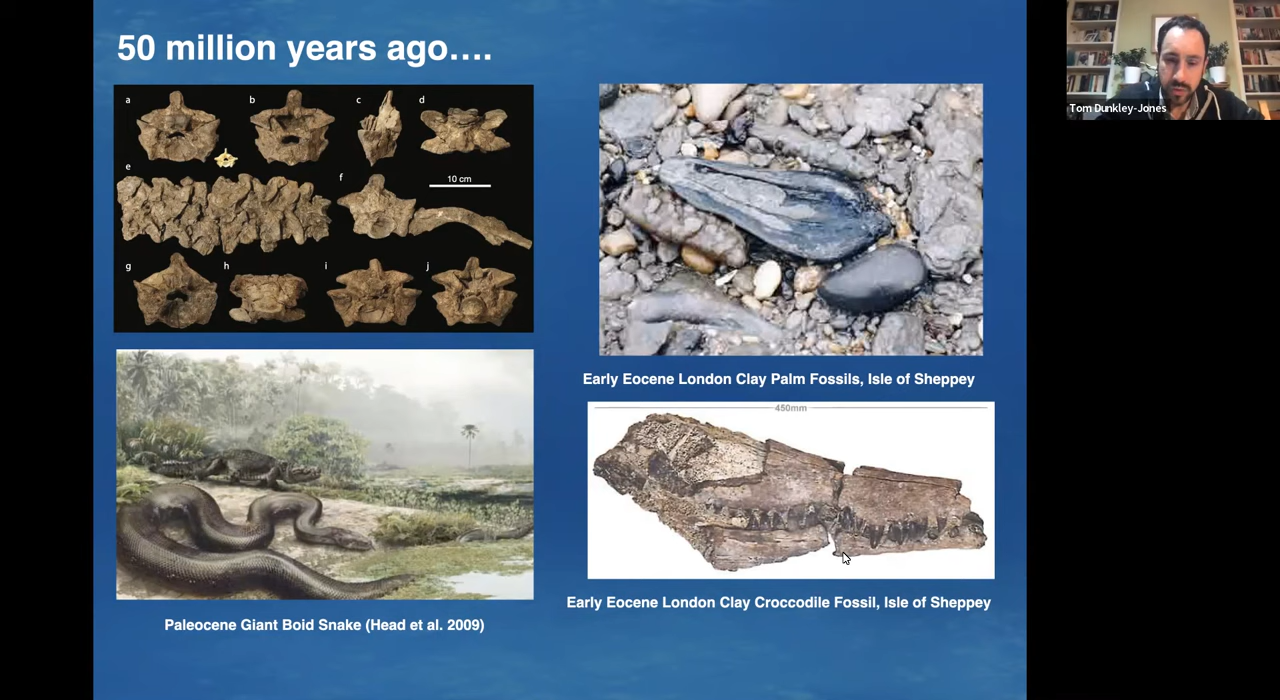 50 million years ago....
a
b
c
d
e
f
10 cm
g
h
i
j
Paleocene Giant Boid Snake (Head et al. 2009)
Early Eocene London Clay Palm Fossils, Isle of Sheppey
450mm
Early Eocene London Clay Croccodile Fossil, Isle of Sheppey
Tom Dunkley-Jones